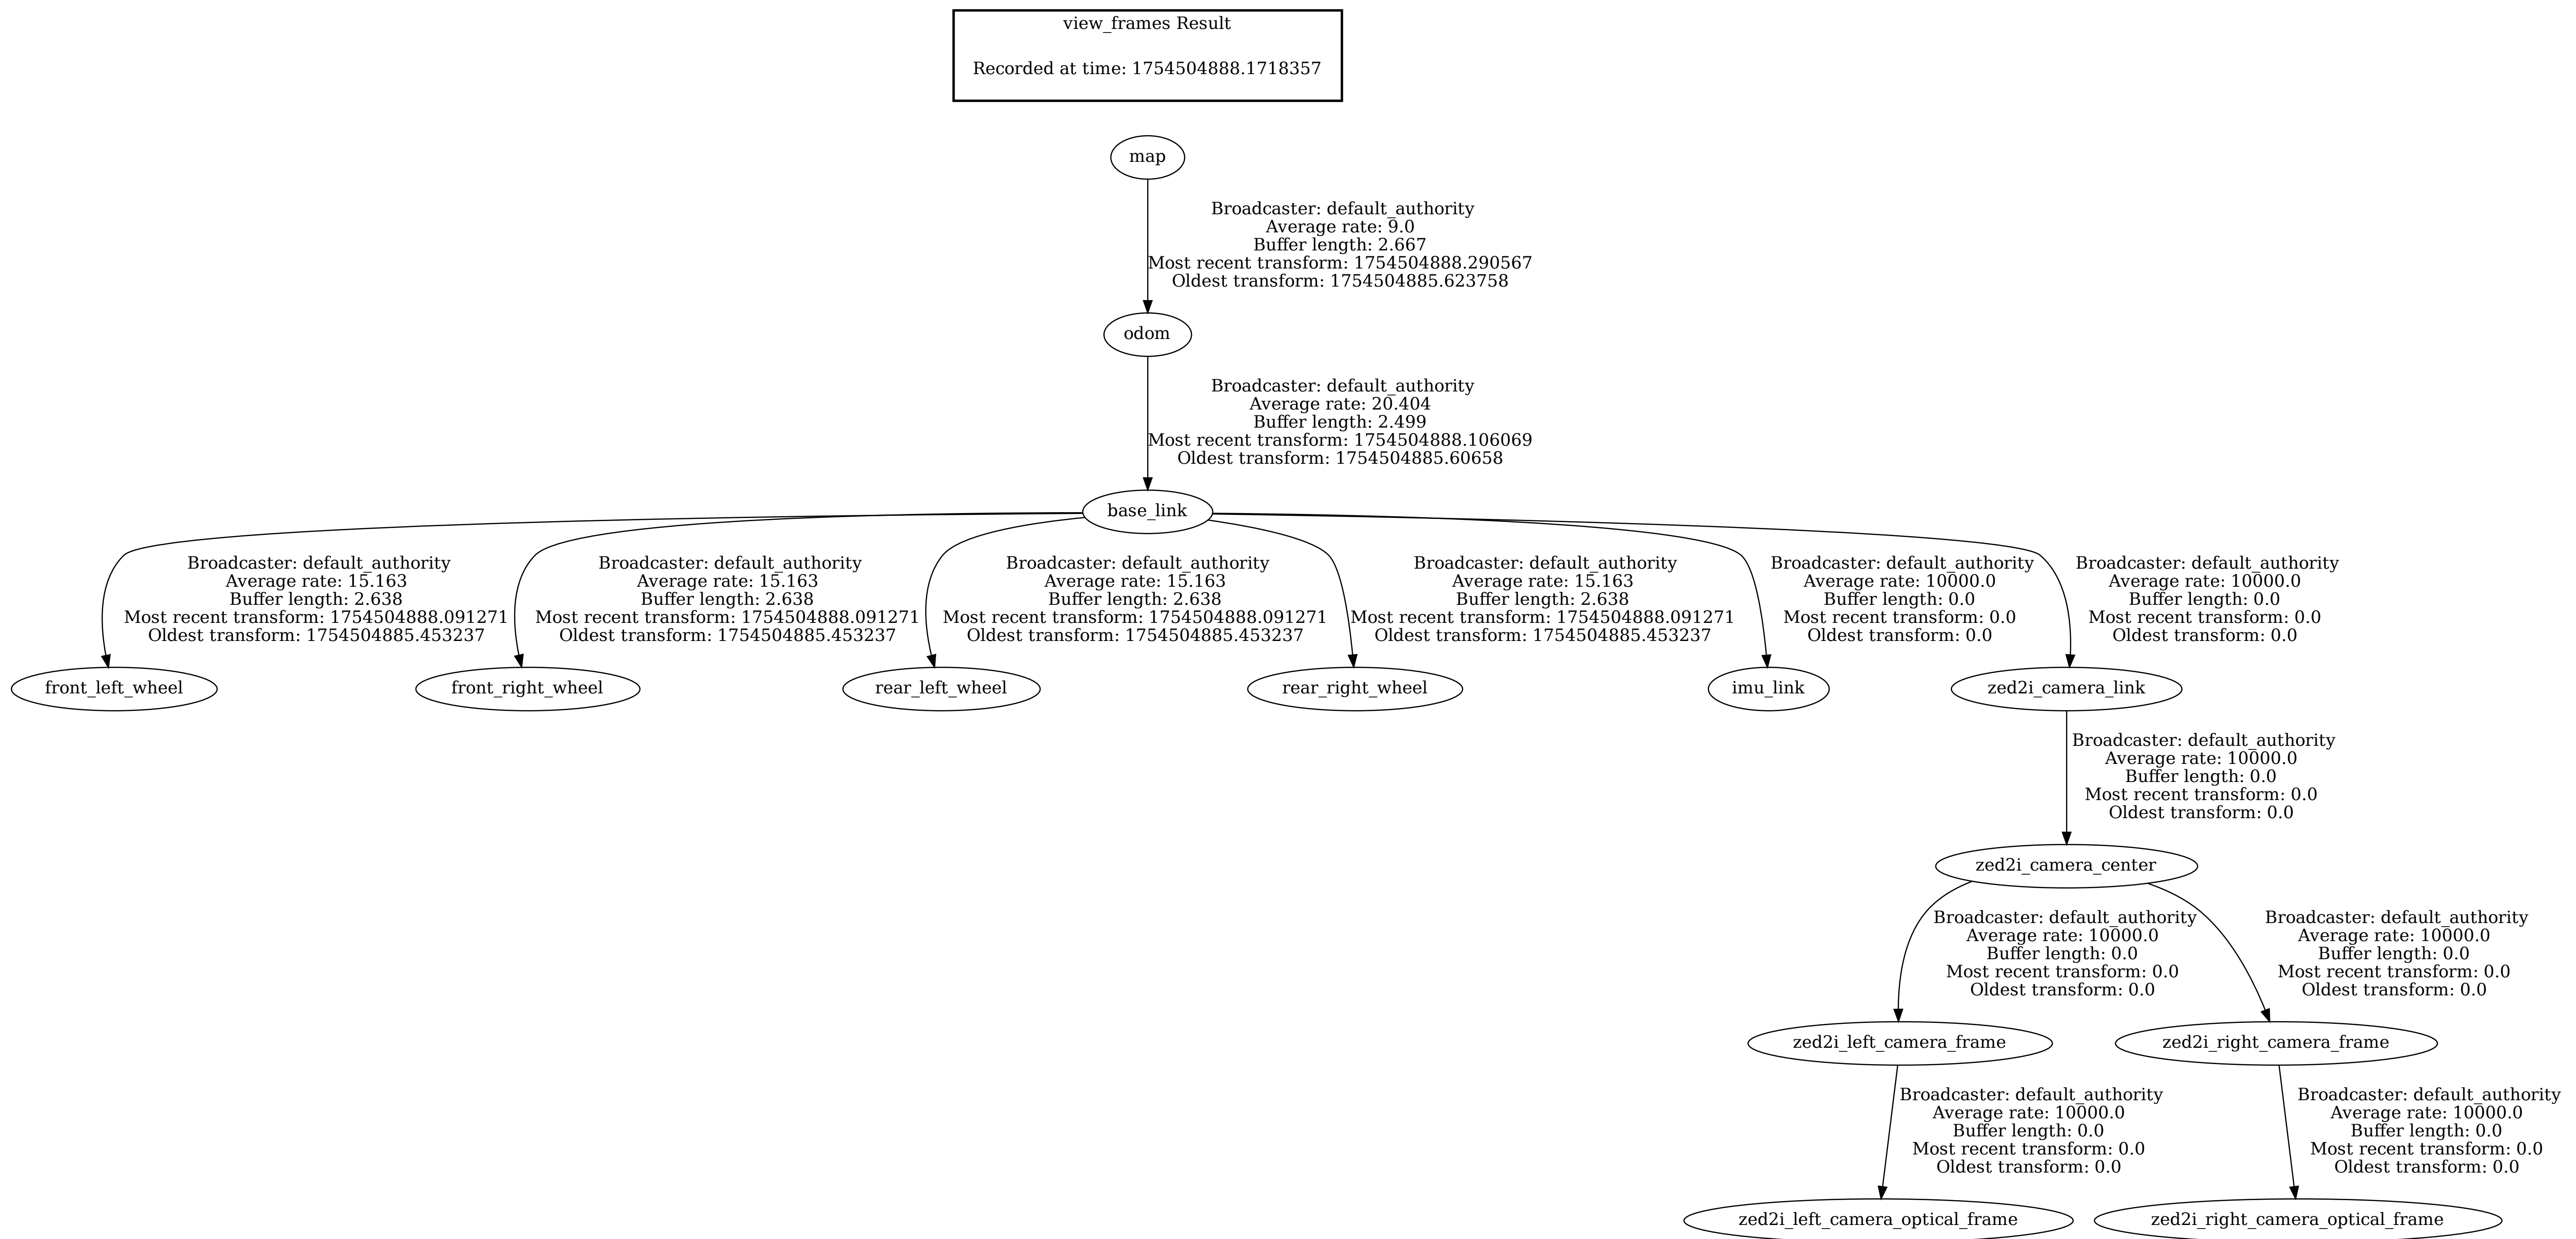 view_frames Result
Recorded at time: 1754504888.1718357
map
Broadcaster: default_authority
Average rate: 9.0
Buffer length: 2.667
Most recent transform: 1754504888.290567
Oldest transform: 1754504885.623758
odom
Broadcaster: default_authority
Average rate: 20.404
Buffer length: 2.499
Most recent transform: 1754504888.106069
Oldest transform: 1754504885.60658
base_link
Broadcaster: default_authority
Average rate: 15.163
Buffer length: 2.638
Most recent transform: 1754504888.091271
Oldest transform: 1754504885.453237
Broadcaster: default_authority
Average rate: 15.163
Buffer length: 2.638
Most recent transform: 1754504888.091271
Oldest transform: 1754504885.453237
Broadcaster: default_authority
Average rate: 15.163
Buffer length: 2.638
Most recent transform: 1754504888.091271
Oldest transform: 1754504885.453237
Broadcaster: default_authority
Average rate: 15.163
Buffer length: 2.638
Most recent transform: 1754504888.091271
Oldest transform: 1754504885.453237
Broadcaster: default_authority
Average rate: 10000.0
Buffer length: 0.0
Most recent transform: 0.0
Oldest transform: 0.0
Broadcaster: default_authority
Average rate: 10000.0
Buffer length: 0.0
Most recent transform: 0.0
Oldest transform: 0.0
front_left_wheel
front_right_wheel
rear_left_wheel
rear_right_wheel
imu_link
zed2i_camera_link
Broadcaster: default_authority
Average rate: 10000.0
Buffer length: 0.0
Most recent transform: 0.0
Oldest transform: 0.0
zed2i_camera_center
Broadcaster: default_authority
Average rate: 10000.0
Buffer length: 0.0
Most recent transform: 0.0
Oldest transform: 0.0
Broadcaster: default_authority
Average rate: 10000.0
Buffer length: 0.0
Most recent transform: 0.0
Oldest transform: 0.0
zed2i_left_camera_frame
zed2i_right_camera_frame
Broadcaster: default_authority
Average rate: 10000.0
Buffer length: 0.0
Most recent transform: 0.0
Oldest transform: 0.0
Broadcaster: default_authority
Average rate: 10000.0
Buffer length: 0.0
Most recent transform: 0.0
Oldest transform: 0.0
zed2i_left_camera_optical_frame
zed2i_right_camera_optical_frame